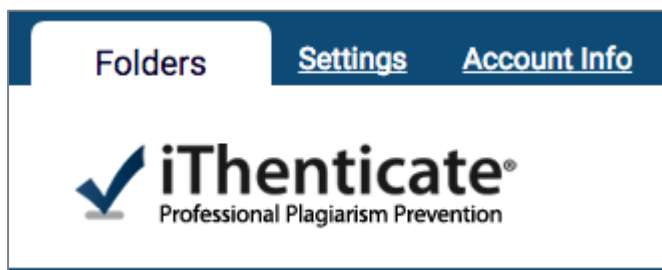 Folders Settings Account Info
iThenticate®
Professional Plagiarism Prevention